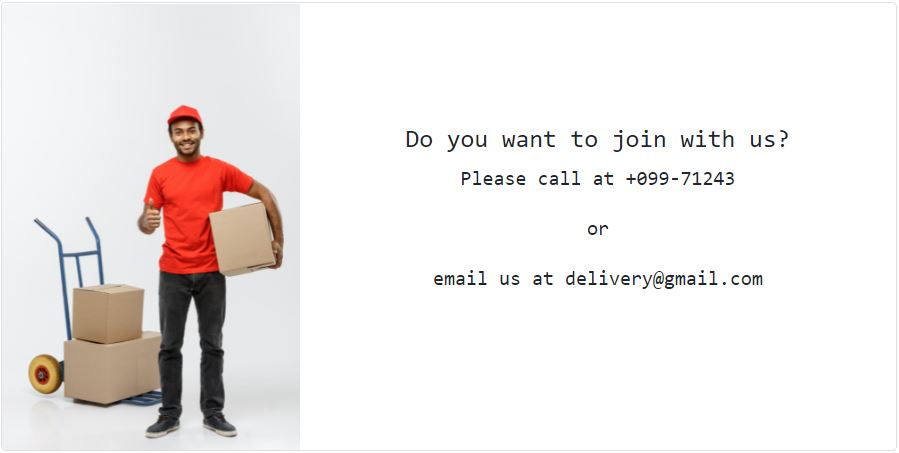 Do you want to join with us?
Please call at +099-71243
or
email us at delivery@gmail.com